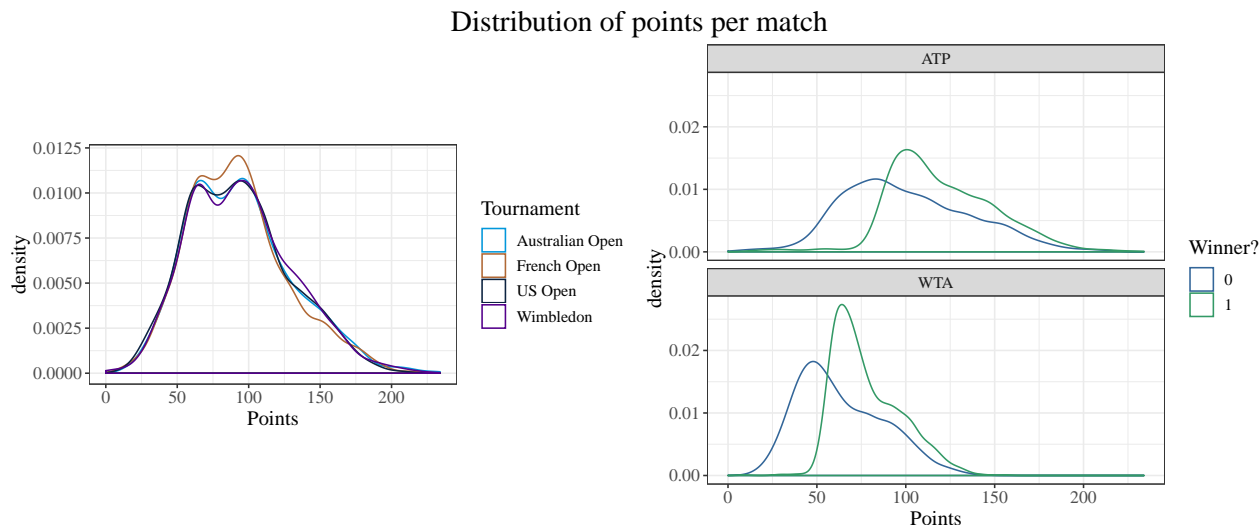 Distribution of points per match
0.0125
0.0100
0.0075
0.0050
0.0025
0.0000
density
0
50
100
150
200
Points
Tournament
Australian Open
French Open
US Open
Wimbledon
ATP
0.02
0.01
0.00
WTA
0.02
0.01
0.00
density
0
50
100
150
200
Points
Winner?
0
1